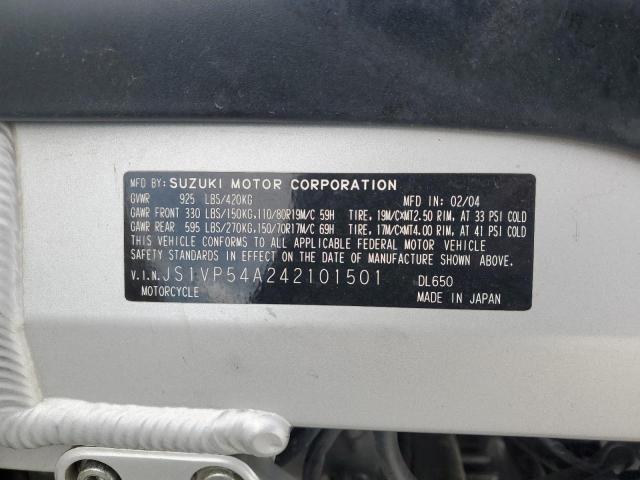 MFD BY: SUZUKI MOTOR CORPORATION
GVWR 925 LBS/420KG MFD IN: 02/04
GAWR FRONT 330 LBS/150KG,110/80R19M/C 59H TIRE, 19M/C×MT2.50 RIM, AT 33 PSI COLD
GAWR REAR 595 LBS/270KG,150/70R17M/C 69H TIRE, 17M/C×MT4.00 RIM, AT 41 PSI COLD
THIS VEHICLE CONFORMS TO ALL APPLICABLE FEDERAL MOTOR VEHICLE
SAFETY STANDARDS IN EFFECT ON THE DATE OF MANUFACTURE SHOWN ABOVE.
V.I.N. JS1VP54A242101501 DL650
MOTORCYCLE MADE IN JAPAN